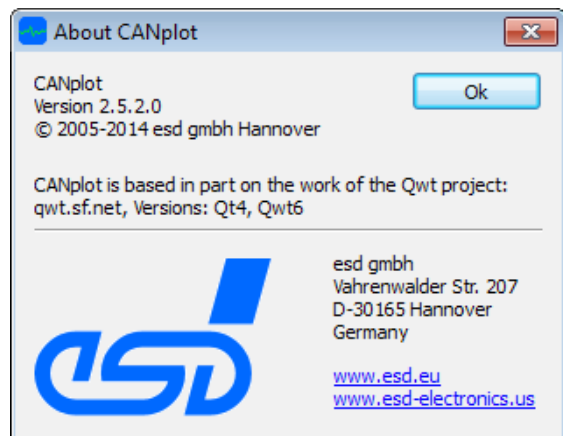 About CANplot
CANplot
Version 2.5.2.0
© 2005-2014 esd gmbh Hannover
Ok
CANplot is based in part on the work of the Qwt project:
qwt.sf.net, Versions: Qt4, Qwt6
esd
esd gmbh
Vahrenwalder Str. 207
D-30165 Hannover
Germany
www.esd.eu
www.esd-electronics.us